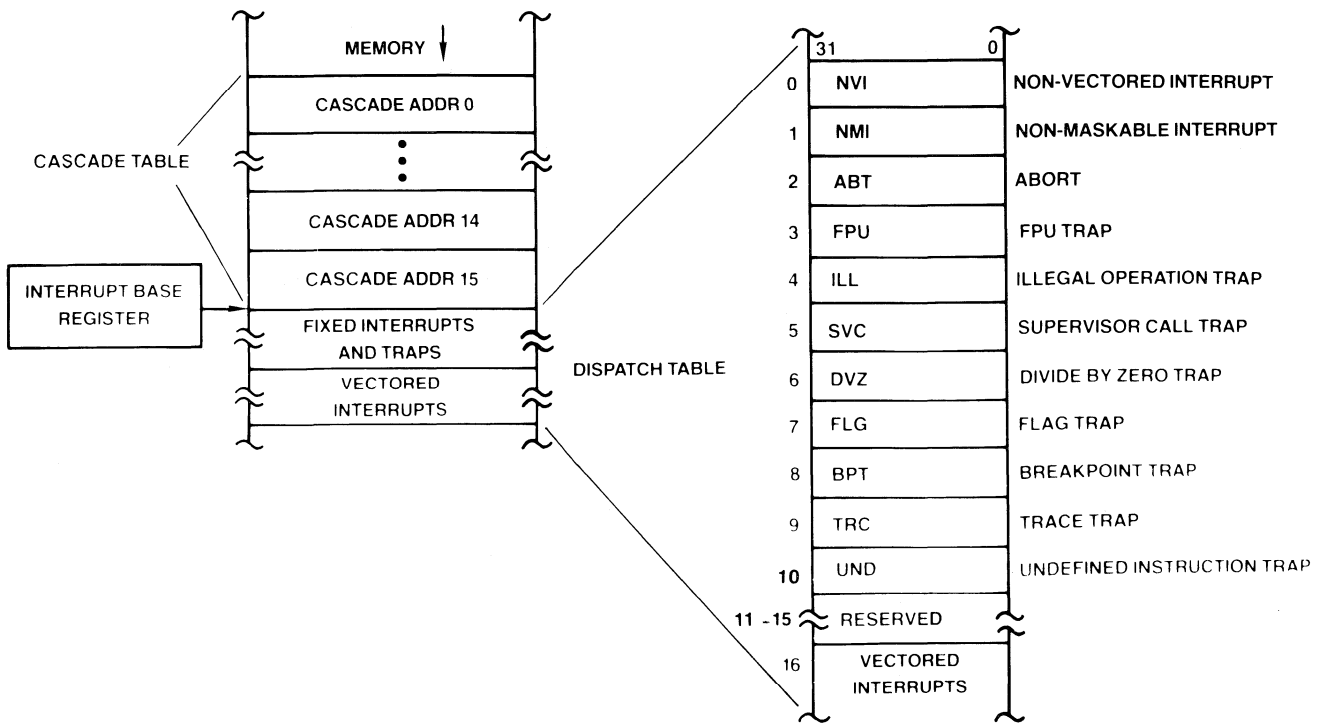 MEMORY
CASCADE ADDR 0
CASCADE TABLE
CASCADE ADDR 14
CASCADE ADDR 15
INTERRUPT BASE
REGISTER
FIXED INTERRUPTS
AND TRAPS
VECTORED
INTERRUPTS
DISPATCH TABLE
31 0
0 NVI NON-VECTORED INTERRUPT
1 NMI NON-MASKABLE INTERRUPT
2 ABT ABORT
3 FPU FPU TRAP
4 ILL ILLEGAL OPERATION TRAP
5 SVC SUPERVISOR CALL TRAP
6 DVZ DIVIDE BY ZERO TRAP
7 FLG FLAG TRAP
8 BPT BREAKPOINT TRAP
9 TRC TRACE TRAP
10 UND UNDEFINED INSTRUCTION TRAP
11 -15 RESERVED
16 VECTORED
INTERRUPTS